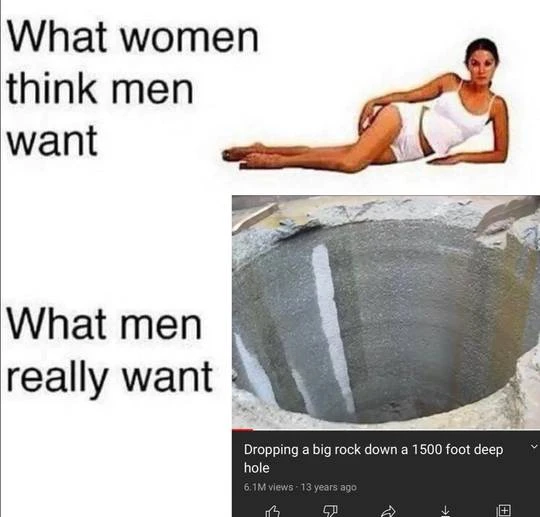 What women
think men
want
What men
really want
Dropping a big rock down a 1500 foot deep
hole
6.1M views · 13 years ago